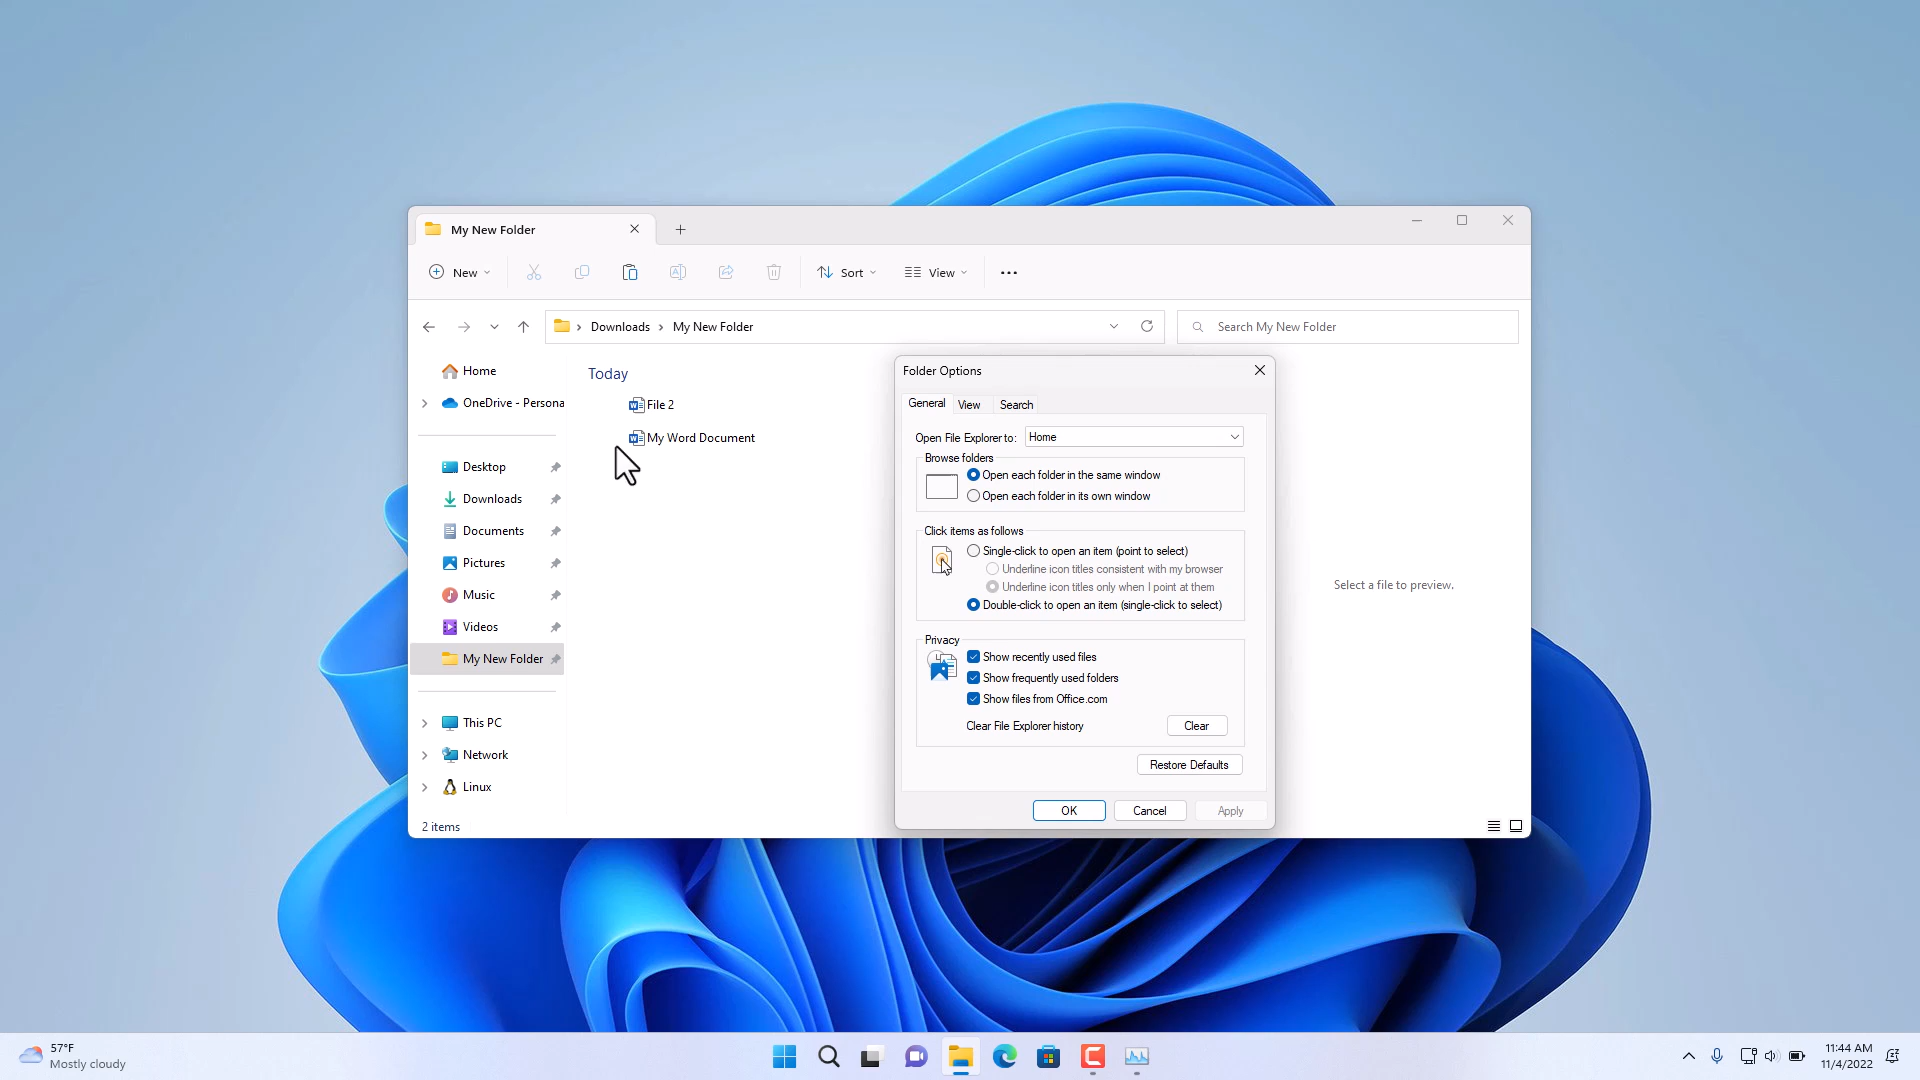 My New Folder
New
Sort
View
Downloads
My New Folder
Search My New Folder
Home
OneDrive - Persona
Desktop
Downloads
Documents
Pictures
Music
Videos
My New Folder
This PC
Network
Linux
2 items
Today
File 2
My Word Document
Folder Options
General
View
Search
Open File Explorer to:
Home
Browse folders
Open each folder in the same window
Open each folder in its own window
Click items as follows
Single-click to open an item (point to select)
Underline icon titles consistent with my browser
Underline icon titles only when I point at them
Double-click to open an item (single-click to select)
Privacy
Show recently used files
Show frequently used folders
Show files from Office.com
Clear File Explorer history
Clear
Restore Defaults
OK
Cancel
Apply
Select a file to preview.
57°F
Mostly cloudy
11:44 AM
11/4/2022